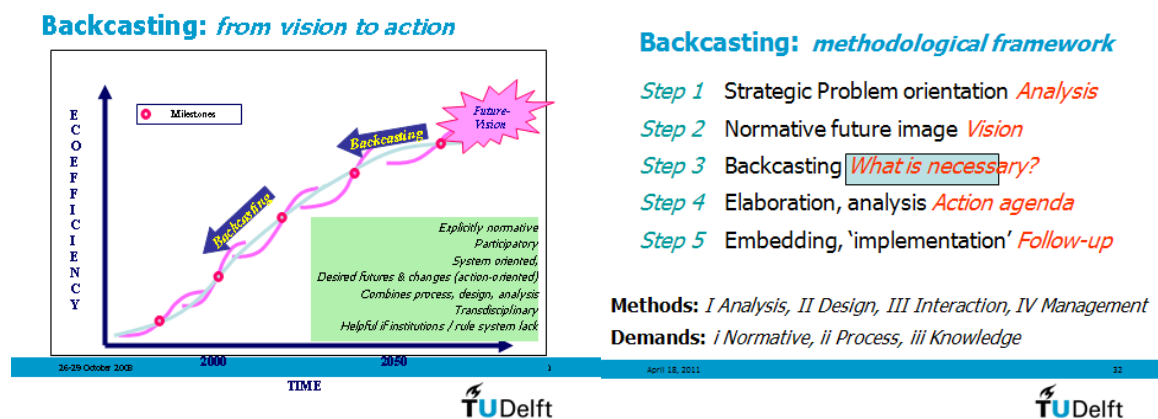 Backcasting: from vision to action
ECOEFFICIENCY
Milestones
Future-
Vision
Backcasting
Backcasting
Explicitly normative
Participatory
System oriented,
Desired futures & changes (action-oriented)
Combines process, design, analysis
Transdisciplinary
Helpful if institutions / rule system lack
2000
2050
TIME
26-29 October 2003
TUDelft
Backcasting: methodological framework
Step 1 Strategic Problem orientation Analysis
Step 2 Normative future image Vision
Step 3 Backcasting What is necessary?
Step 4 Elaboration, analysis Action agenda
Step 5 Embedding, ‘implementation’ Follow-up
Methods: I Analysis, II Design, III Interaction, IV Management
Demands: i Normative, ii Process, iii Knowledge
April 18, 2011
32
TUDelft